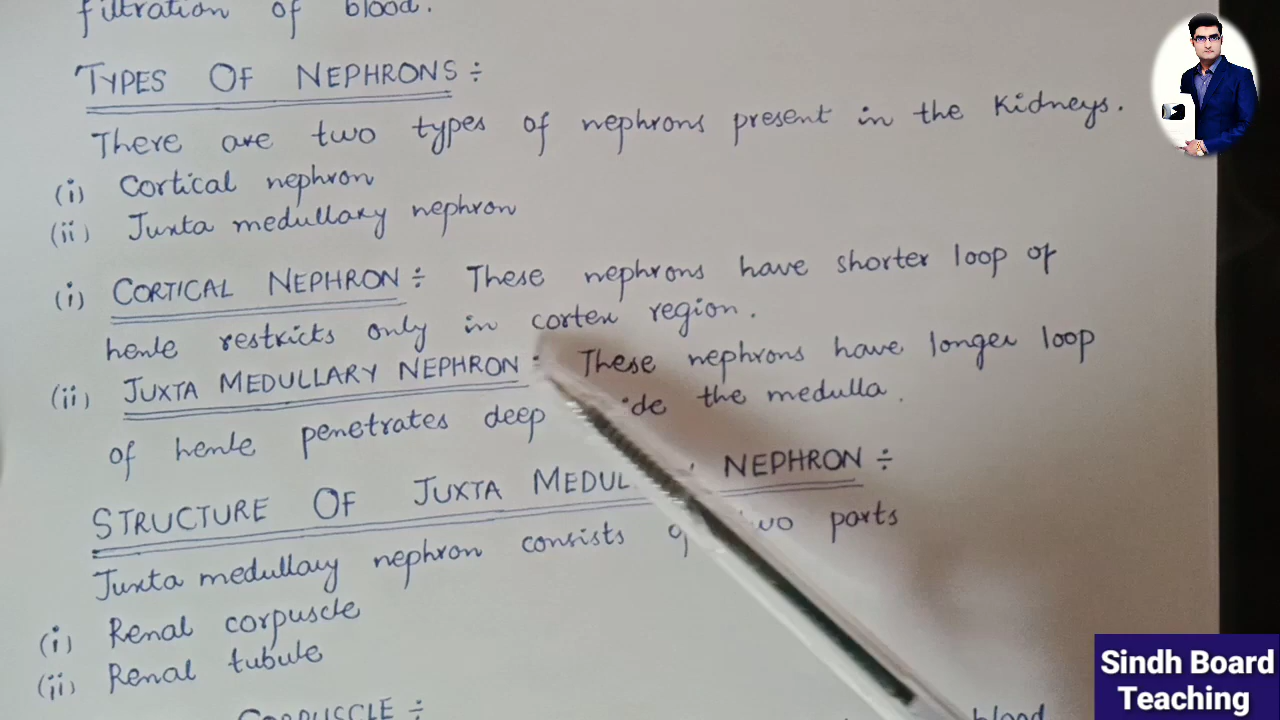 filtration of blood.
TYPES OF NEPHRONS ÷
There are two types of nephrons present in the Kidneys.
(i) Cortical nephron
(ii) Juxta medullary nephron
(i) CORTICAL NEPHRON ÷ These nephrons have shorter loop of
henle restricts only in cortex region.
(ii) JUXTA MEDULLARY NEPHRON ÷ These nephrons have longer loop
of henle penetrates deep the medulla.
STRUCTURE OF JUXTA NEPHRON ÷
Juxta medullary nephron consists parts
(i) Renal corpuscle
(ii) Renal tubule
CORPUSCLE ÷ blood
Sindh Board
Teaching